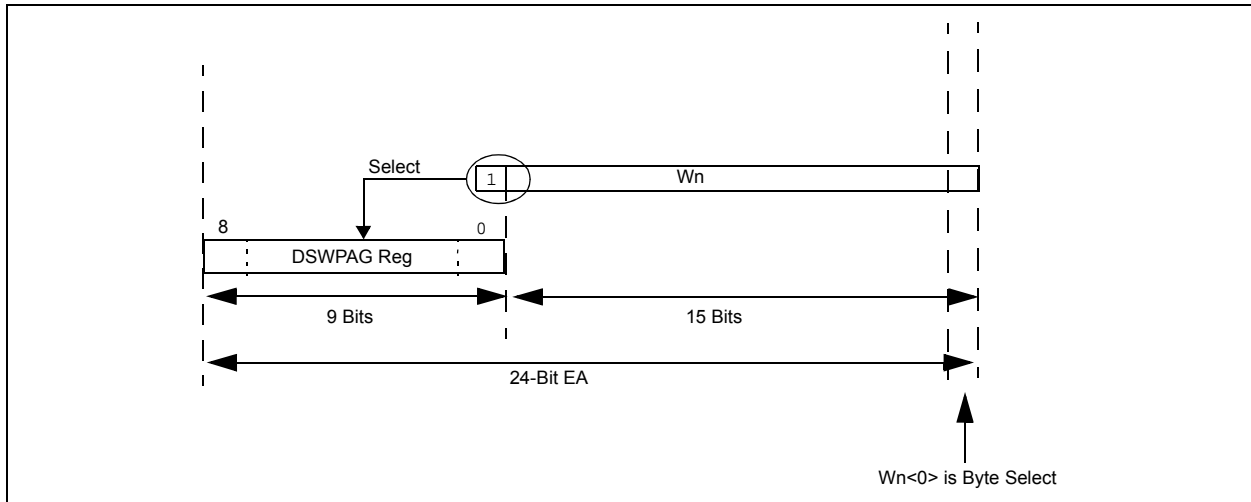 Select
1
Wn
8
0
DSWPAG Reg
9 Bits
15 Bits
24-Bit EA
Wn<0> is Byte Select